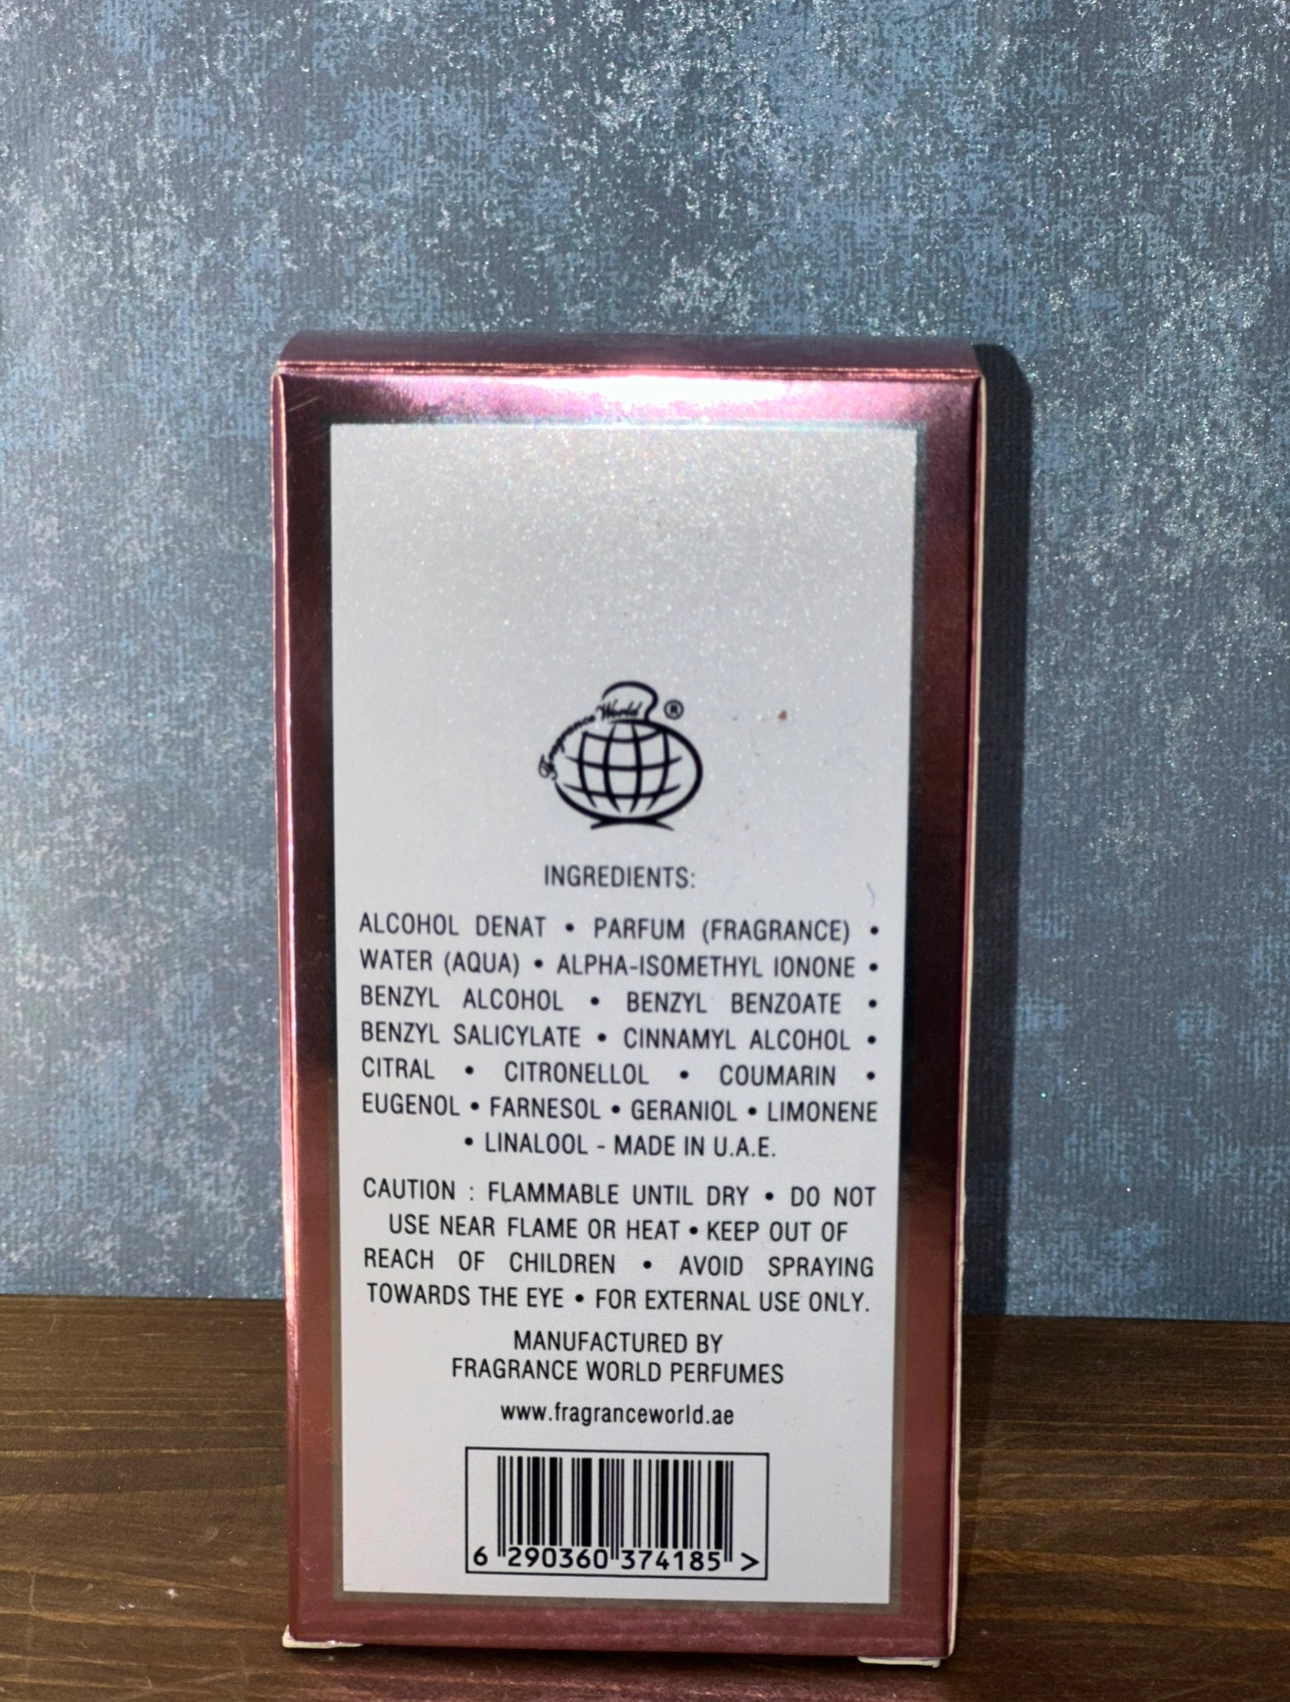 Fragrance World ®
INGREDIENTS:
ALCOHOL DENAT • PARFUM (FRAGRANCE) •
WATER (AQUA) • ALPHA-ISOMETHYL IONONE •
BENZYL ALCOHOL • BENZYL BENZOATE •
BENZYL SALICYLATE • CINNAMYL ALCOHOL •
CITRAL • CITRONELLOL • COUMARIN •
EUGENOL • FARNESOL • GERANIOL • LIMONENE
• LINALOOL - MADE IN U.A.E.
CAUTION : FLAMMABLE UNTIL DRY • DO NOT
USE NEAR FLAME OR HEAT • KEEP OUT OF
REACH OF CHILDREN • AVOID SPRAYING
TOWARDS THE EYE • FOR EXTERNAL USE ONLY.
MANUFACTURED BY
FRAGRANCE WORLD PERFUMES
www.fragranceworld.ae
6 290360 374185 >